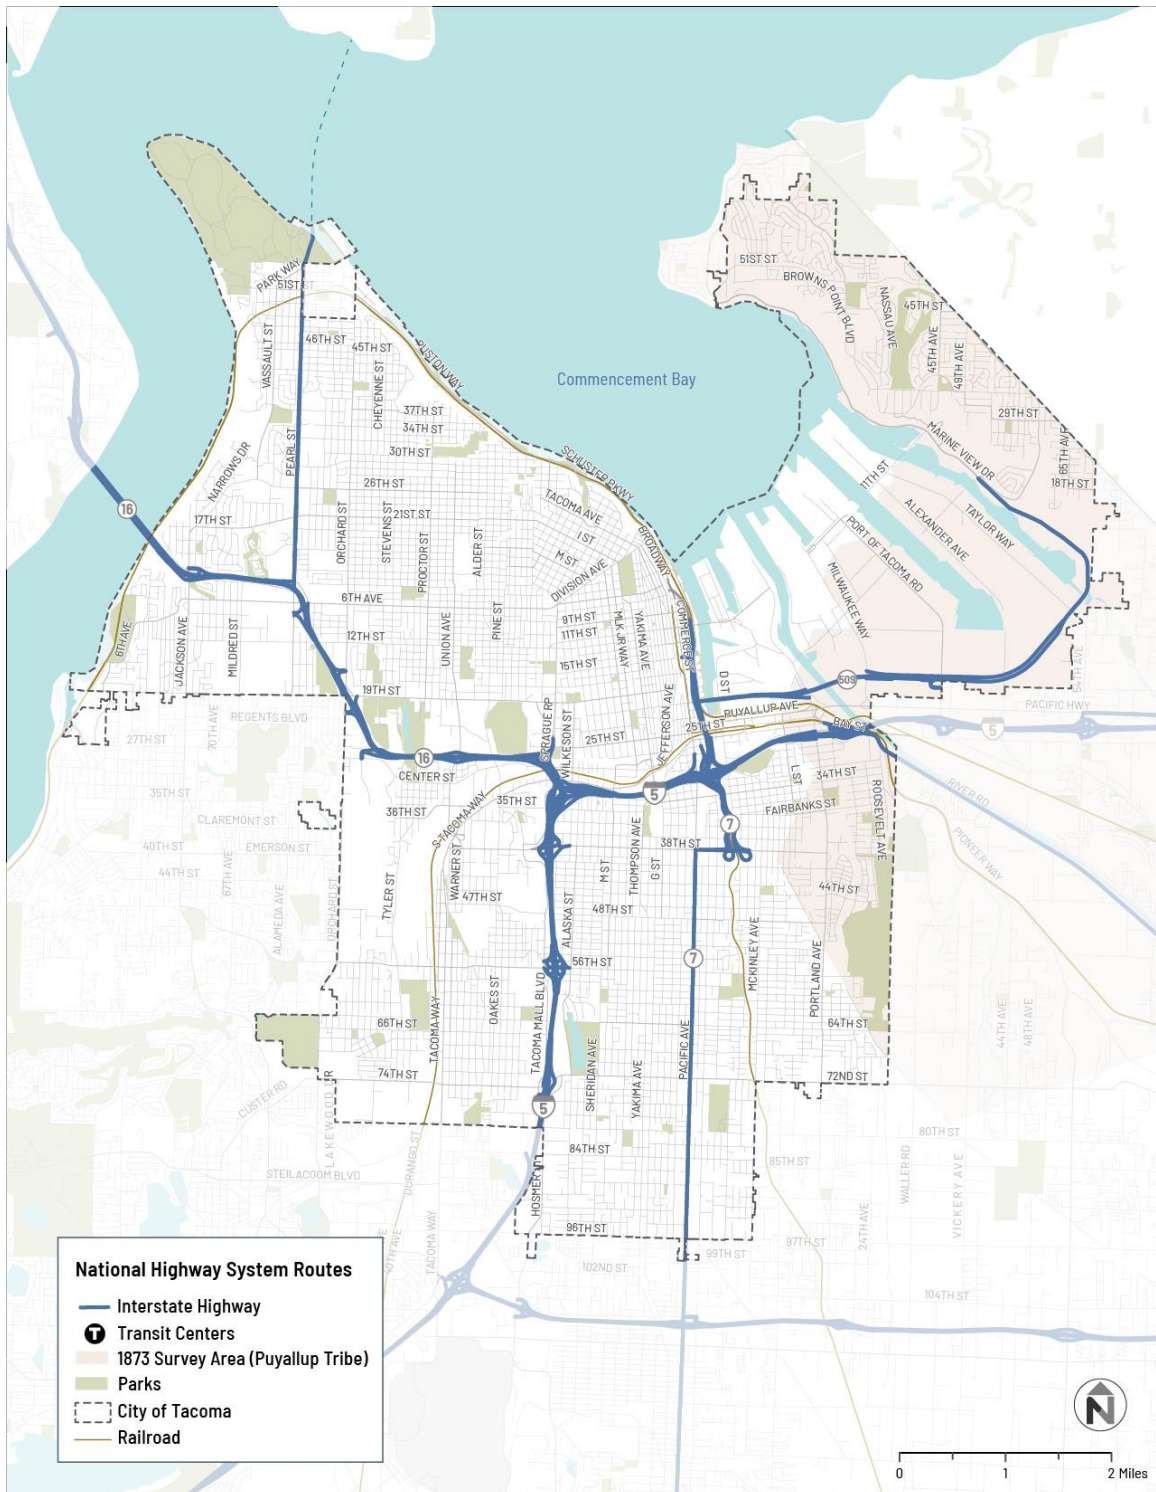 PARK WAY
51ST ST
46TH ST
45TH ST
VASSAULT ST
CHEYENNE ST
RUSTON WAY
37TH ST
34TH ST
30TH ST
PEARL ST
NARROWS DR
26TH ST
17TH ST
21ST ST
ORCHARD ST
STEVENS ST
PROCTOR ST
ALDER ST
TACOMA AVE
I ST
M ST
DIVISION AVE
SCHUSTER PKWY
BROADWAY
COMMERCE ST
Commencement Bay
51ST ST
BROWNS POINT BLVD
NASSAU AVE
45TH ST
45TH AVE
49TH AVE
29TH ST
MARINE VIEW DR
65TH AVE
18TH ST
11TH ST
ALEXANDER AVE
TAYLOR WAY
PORT OF TACOMA RD
MILWAUKEE WAY
16
6TH AVE
6TH AVE
JACKSON AVE
MILDRED ST
12TH ST
UNION AVE
PINE ST
9TH ST
11TH ST
MLK JR WAY
YAKIMA AVE
15TH ST
19TH ST
D ST
509
64TH AVE
PACIFIC HWY
5
REGENTS BLVD
70TH AVE
27TH ST
SPRAGUE RP
WILKESON ST
25TH ST
JEFFERSON AVE
25TH ST
PUYALLUP AVE
BAY ST
16
CENTER ST
35TH ST
36TH ST
35TH ST
S TACOMA WAY
5
L ST
34TH ST
FAIRBANKS ST
ROOSEVELT AVE
RIVER RD
PIONEER WAY
CLAREMONT ST
40TH ST
EMERSON ST
44TH ST
67TH AVE
ALAMEDA AVE
ORCHARD ST
TYLER ST
WARNER ST
47TH ST
ALASKA ST
M ST
THOMPSON AVE
G ST
38TH ST
7
48TH ST
44TH ST
56TH ST
7
MCKINLEY AVE
PORTLAND AVE
OAKES ST
TACOMA MALL BLVD
66TH ST
TACOMA WAY
64TH ST
44TH AVE
48TH AVE
74TH ST
SHERIDAN AVE
YAKIMA AVE
PACIFIC AVE
72ND ST
CUSTER RD
LAKEWOOD DR
5
80TH ST
84TH ST
85TH ST
STEILACOOM BLVD
DURANGO ST
HOSMER
WALLER RD
VICKERY AVE
24TH AVE
40TH AVE
TACOMA WAY
96TH ST
97TH ST
99TH ST
102ND ST
104TH ST
National Highway System Routes
Interstate Highway
T Transit Centers
1873 Survey Area (Puyallup Tribe)
Parks
City of Tacoma
Railroad
N
0 1 2 Miles